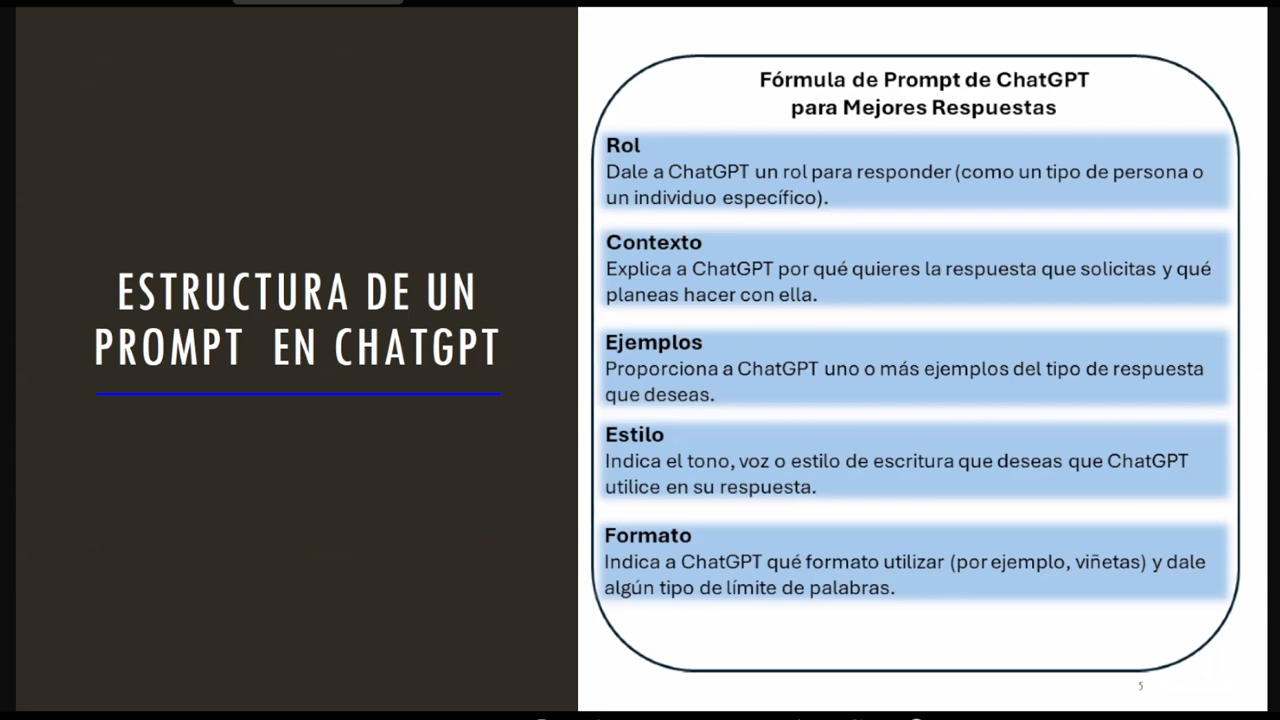 ESTRUCTURA DE UN
PROMPT EN CHATGPT
Fórmula de Prompt de ChatGPT
para Mejores Respuestas
Rol
Dale a ChatGPT un rol para responder (como un tipo de persona o
un individuo específico).
Contexto
Explica a ChatGPT por qué quieres la respuesta que solicitas y qué
planeas hacer con ella.
Ejemplos
Proporciona a ChatGPT uno o más ejemplos del tipo de respuesta
que deseas.
Estilo
Indica el tono, voz o estilo de escritura que deseas que ChatGPT
utilice en su respuesta.
Formato
Indica a ChatGPT qué formato utilizar (por ejemplo, viñetas) y dale
algún tipo de límite de palabras.
5